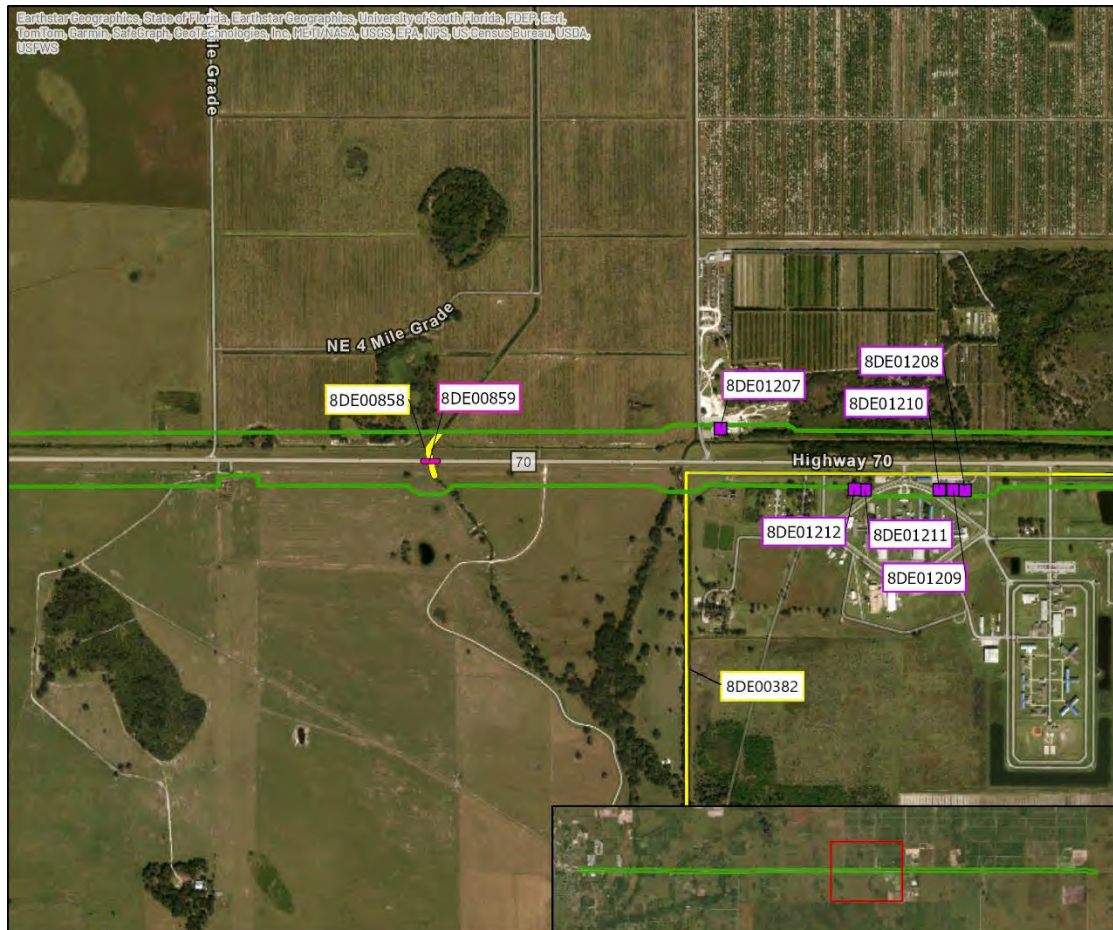 Earthstar Geographics, State of Florida, Earthstar Geographics, University of South Florida, FDEP, Esri,
TomTom, Garmin, SafeGraph, GeoTechnologies, Inc, METI/NASA, USGS, EPA, NPS, US Census Bureau, USDA,
USFWS
4 Mile Grade
NE 4 Mile Grade
8DE01208
8DE01207
8DE00858
8DE00859
8DE01210
70
Highway 70
8DE01212
8DE01211
8DE01209
8DE00382